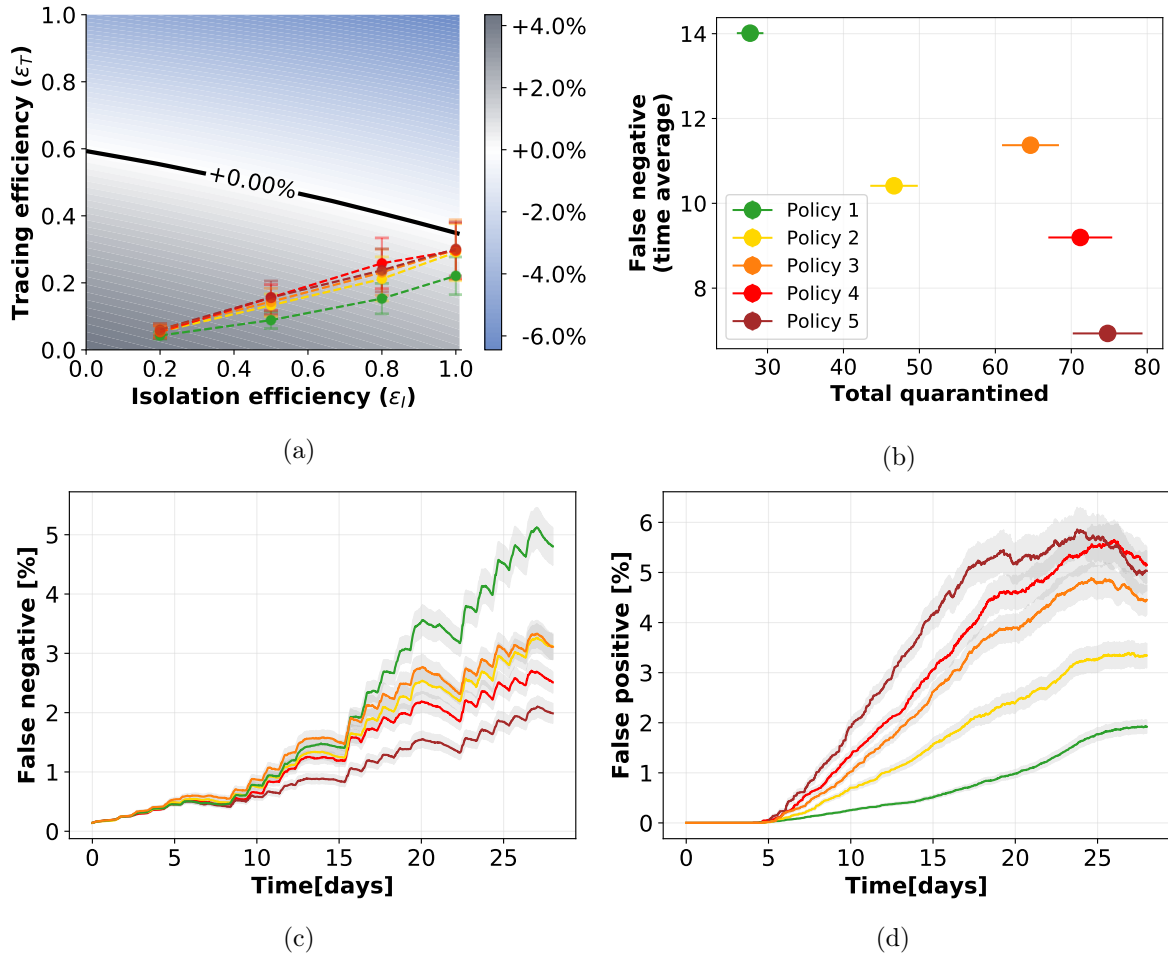 1.0
0.8
0.6
0.4
0.2
0.0
Tracing efficiency (εT)
+0.00%
0.0 0.2 0.4 0.6 0.8 1.0
Isolation efficiency (εI)
+4.0%
+2.0%
+0.0%
-2.0%
-4.0%
-6.0%
(a)
14
12
10
8
False negative
(time average)
Policy 1
Policy 2
Policy 3
Policy 4
Policy 5
30 40 50 60 70 80
Total quarantined
(b)
5
4
3
2
1
0
False negative [%]
0 5 10 15 20 25
Time[days]
(c)
6
5
4
3
2
1
0
False positive [%]
0 5 10 15 20 25
Time[days]
(d)